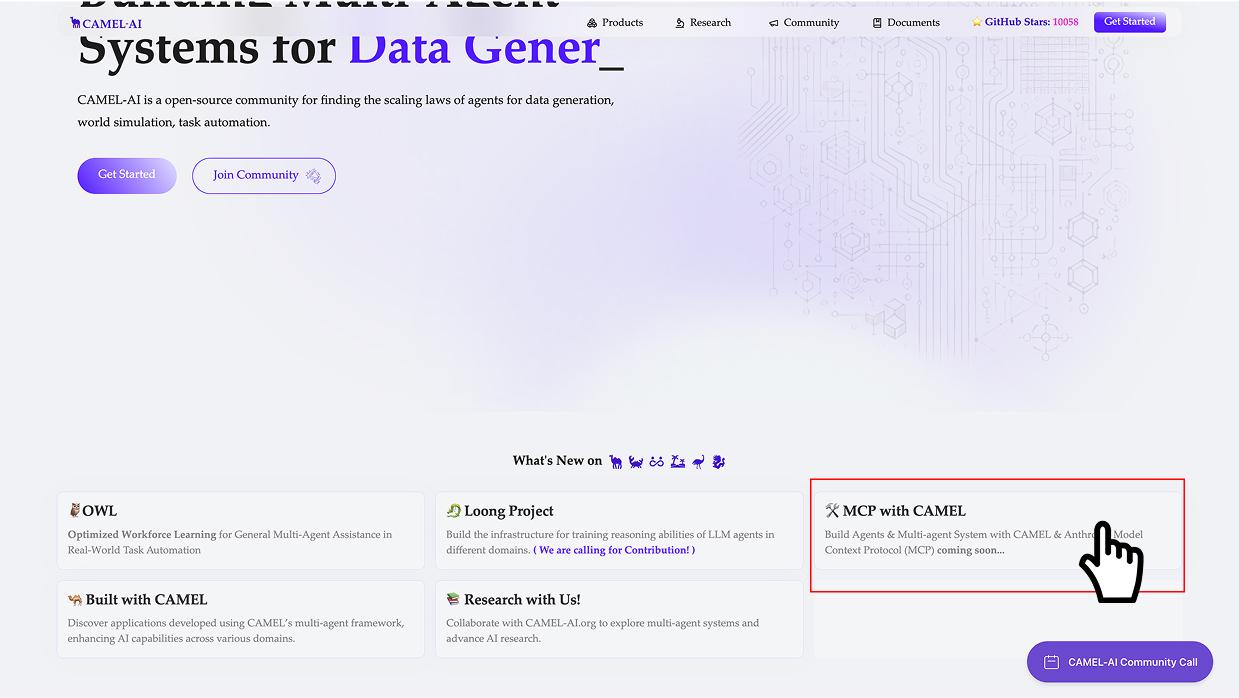 Building Multi-Agent
CAMEL-AI
Products
Research
Community
Documents
GitHub Stars: 10058
Get Started
Systems for Data Gener_
CAMEL-AI is a open-source community for finding the scaling laws of agents for data generation,
world simulation, task automation.
Get Started
Join Community
What's New on
OWL
Optimized Workforce Learning for General Multi-Agent Assistance in
Real-World Task Automation
Loong Project
Build the infrastructure for training reasoning abilities of LLM agents in
different domains. ( We are calling for Contribution! )
MCP with CAMEL
Build Agents & Multi-agent System with CAMEL & Model
Context Protocol (MCP) coming soon...
Built with CAMEL
Discover applications developed using CAMEL's multi-agent framework,
enhancing AI capabilities across various domains.
Research with Us!
Collaborate with CAMEL-AI.org to explore multi-agent systems and
advance AI research.
CAMEL-AI Community Call